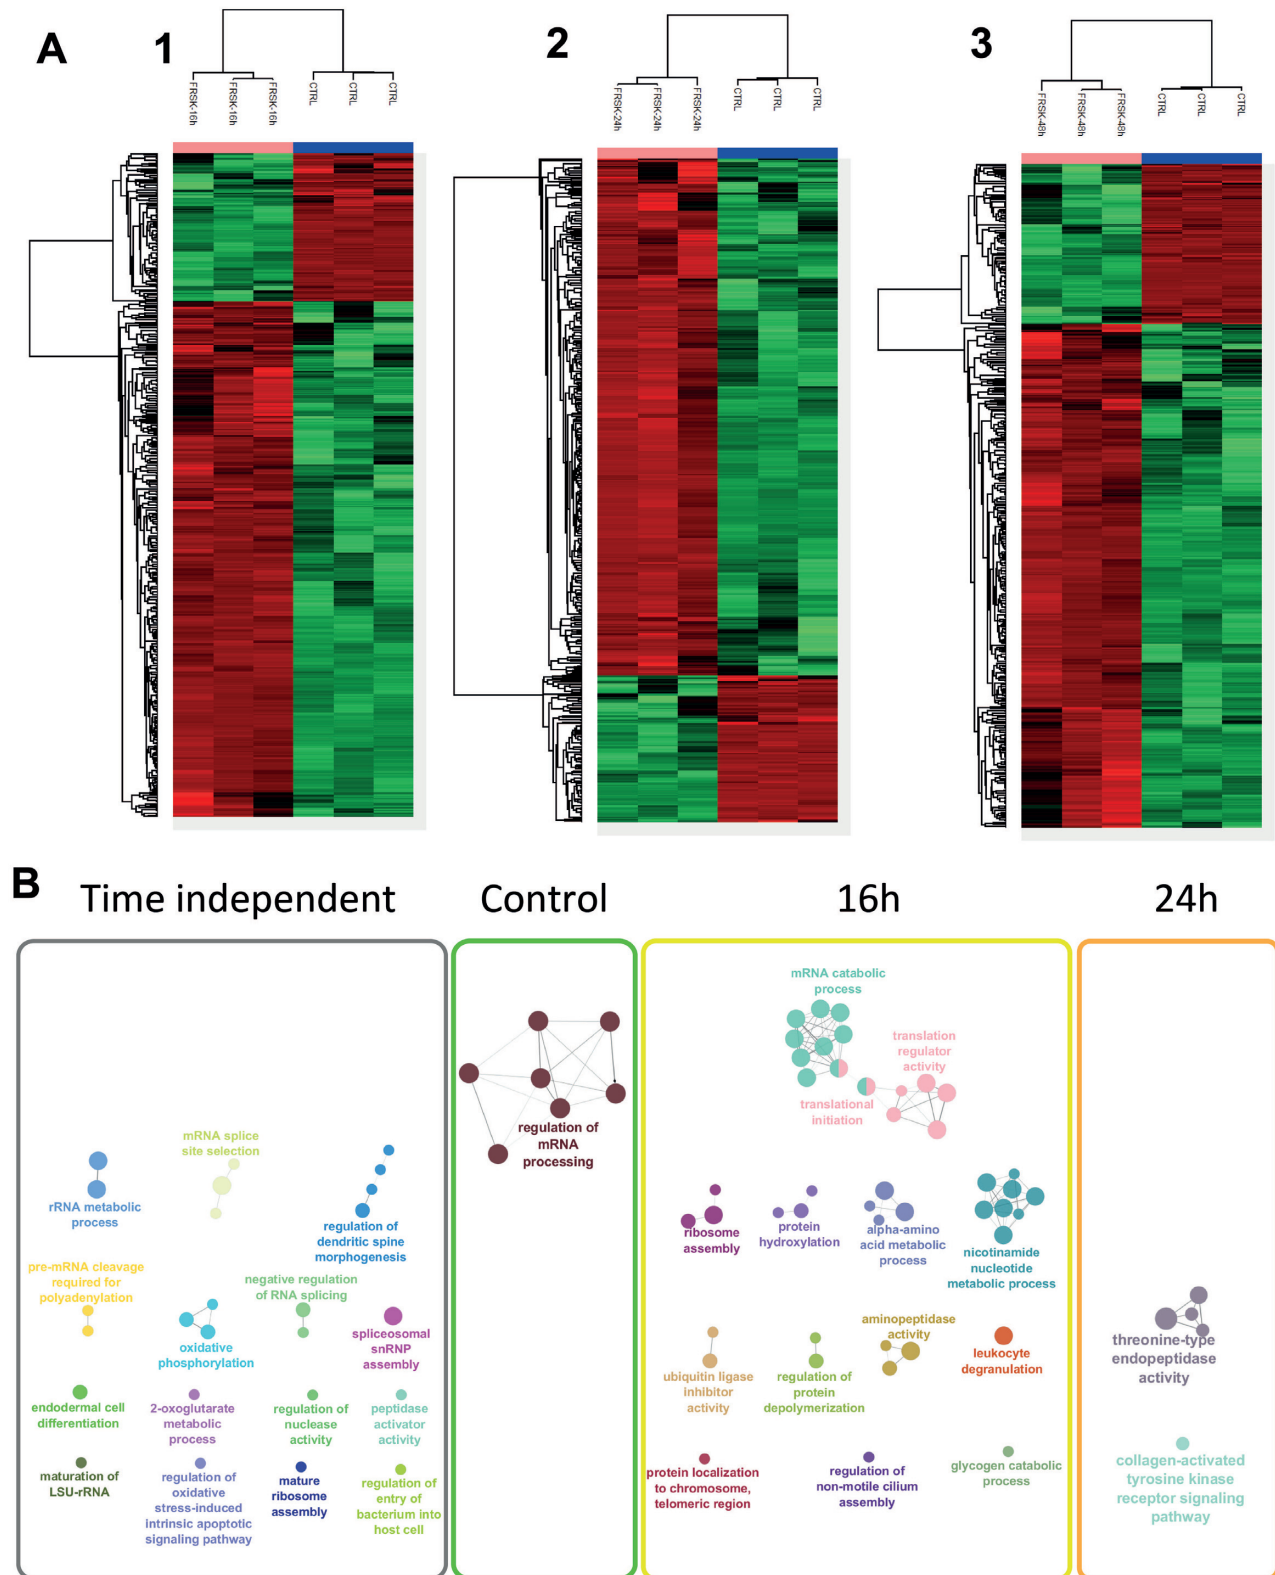 A
1
2
3
FRSK-16h
FRSK-16h
FRSK-16h
CTRL
CTRL
CTRL
FRSK-24h
FRSK-24h
FRSK-24h
CTRL
CTRL
CTRL
FRSK-48h
FRSK-48h
FRSK-48h
CTRL
CTRL
CTRL
B
Time independent
Control
16h
24h
rRNA metabolic
process
mRNA splice
site selection
regulation of
dendritic spine
morphogenesis
pre-mRNA cleavage
required for
polyadenylation
oxidative
phosphorylation
negative regulation
of RNA splicing
spliceosomal
snRNP
assembly
endodermal cell
differentiation
2-oxoglutarate
metabolic
process
regulation of
nuclease
activity
peptidase
activator
activity
maturation of
LSU-rRNA
regulation of
oxidative
stress-induced
intrinsic apoptotic
signaling pathway
mature
ribosome
assembly
regulation of
entry of
bacterium into
host cell
regulation of
mRNA
processing
mRNA catabolic
process
translation
regulator
activity
translational
initiation
ribosome
assembly
protein
hydroxylation
alpha-amino
acid metabolic
process
nicotinamide
nucleotide
metabolic process
ubiquitin ligase
inhibitor
activity
regulation of
protein
depolymerization
aminopeptidase
activity
leukocyte
degranulation
protein localization
to chromosome,
telomeric region
regulation of
non-motile cilium
assembly
glycogen catabolic
process
threonine-type
endopeptidase
activity
collagen-activated
tyrosine kinase
receptor signaling
pathway